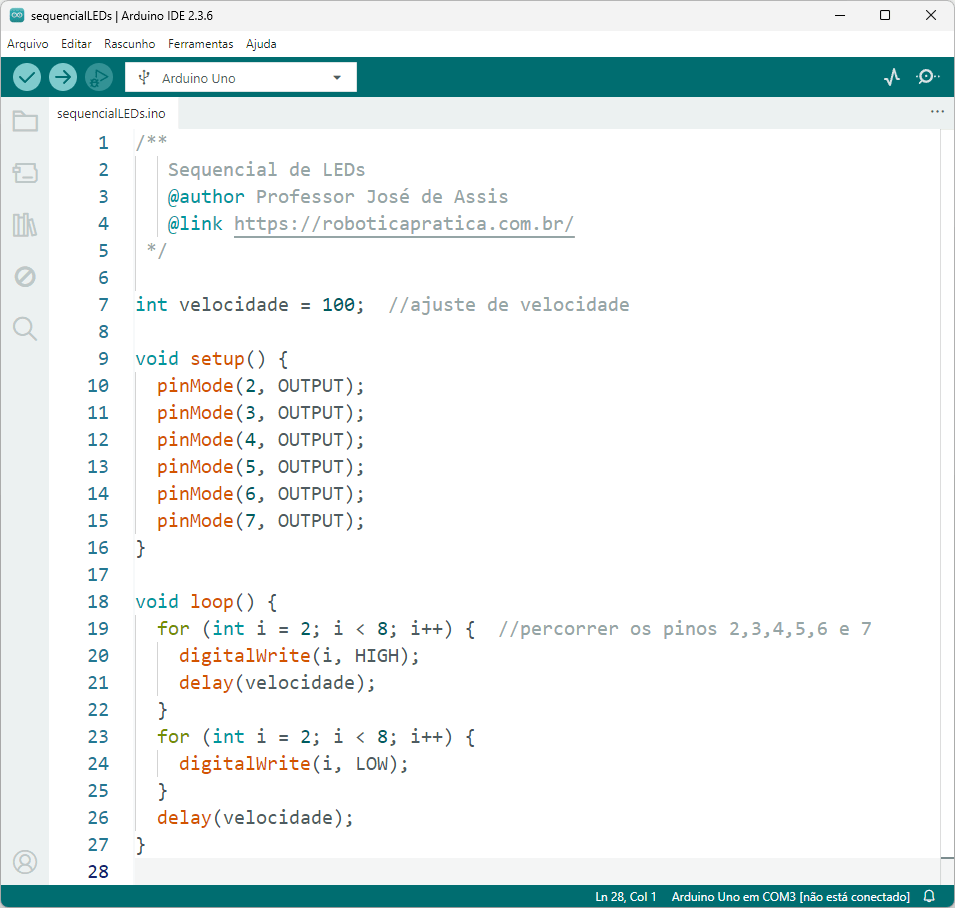 sequencialLEDs | Arduino IDE 2.3.6
Arquivo Editar Rascunho Ferramentas Ajuda
Arduino Uno
sequencialLEDs.ino
1 /**
2 Sequencial de LEDs
3 @author Professor José de Assis
4 @link https://roboticapratica.com.br/
5 */
6
7 int velocidade = 100; //ajuste de velocidade
8
9 void setup() {
10 pinMode(2, OUTPUT);
11 pinMode(3, OUTPUT);
12 pinMode(4, OUTPUT);
13 pinMode(5, OUTPUT);
14 pinMode(6, OUTPUT);
15 pinMode(7, OUTPUT);
16 }
17
18 void loop() {
19 for (int i = 2; i < 8; i++) { //percorrer os pinos 2,3,4,5,6 e 7
20 digitalWrite(i, HIGH);
21 delay(velocidade);
22 }
23 for (int i = 2; i < 8; i++) {
24 digitalWrite(i, LOW);
25 }
26 delay(velocidade);
27 }
28
Ln 28, Col 1 Arduino Uno em COM3 [não está conectado]